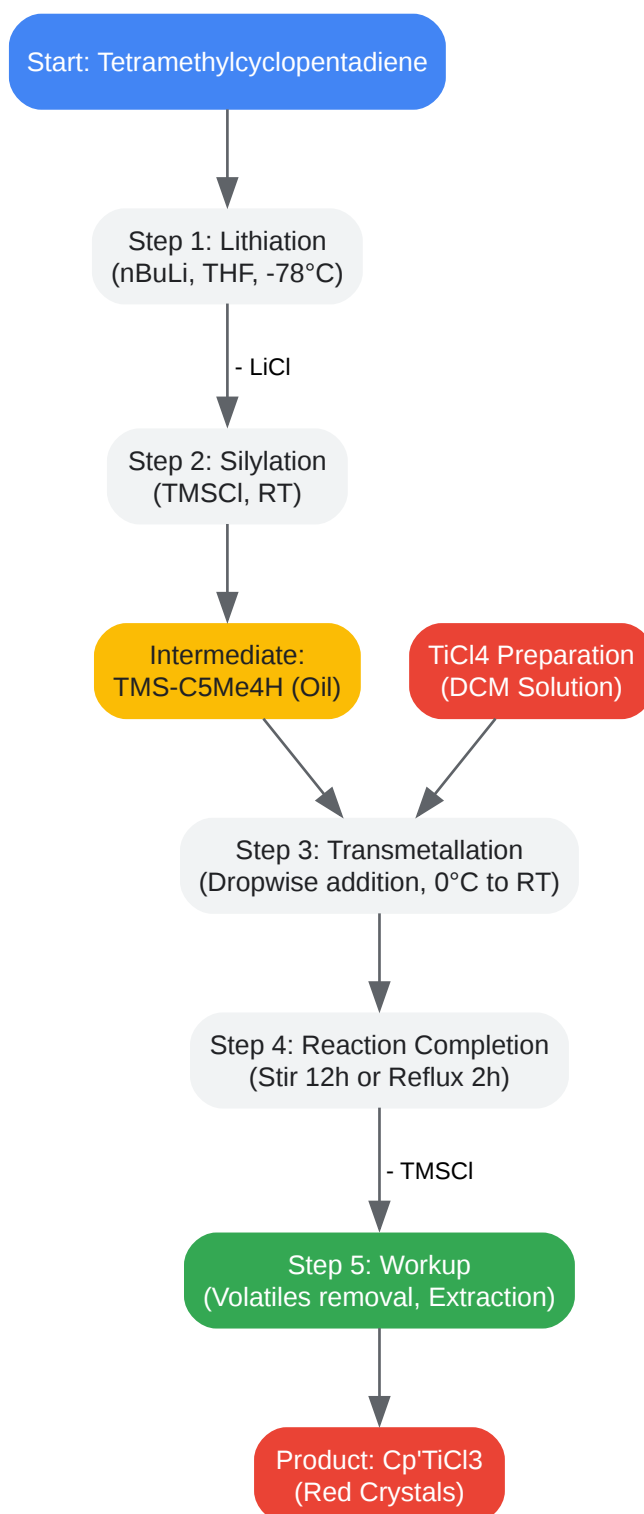 Start: Tetramethylcyclopentadiene
Step 1: Lithiation
(nBuLi, THF, -78°C)
- LiCl
Step 2: Silylation
(TMSCl, RT)
Intermediate:
TMS-C5Me4H (Oil)
TiCl4 Preparation
(DCM Solution)
Step 3: Transmetallation
(Dropwise addition, 0°C to RT)
Step 4: Reaction Completion
(Stir 12h or Reflux 2h)
- TMSCl
Step 5: Workup
(Volatiles removal, Extraction)
Product: Cp'TiCl3
(Red Crystals)